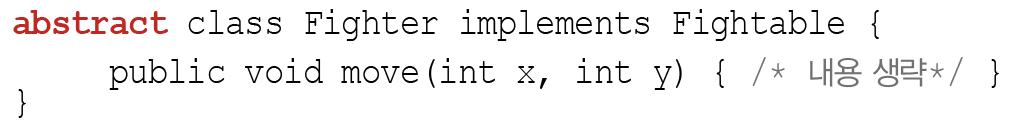 abstract class Fighter implements Fightable {
public void move(int x, int y) { /* 내용 생략*/ }
}